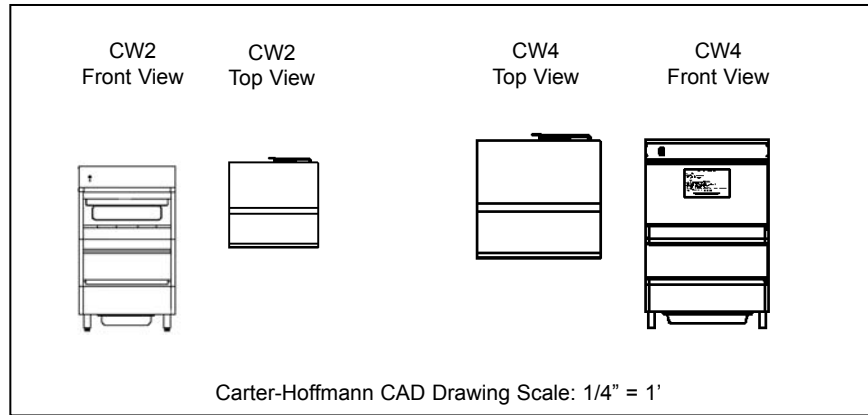 CW2
Front View
CW2
Top View
CW4
Top View
CW4
Front View
Carter-Hoffmann CAD Drawing Scale: 1/4" = 1'